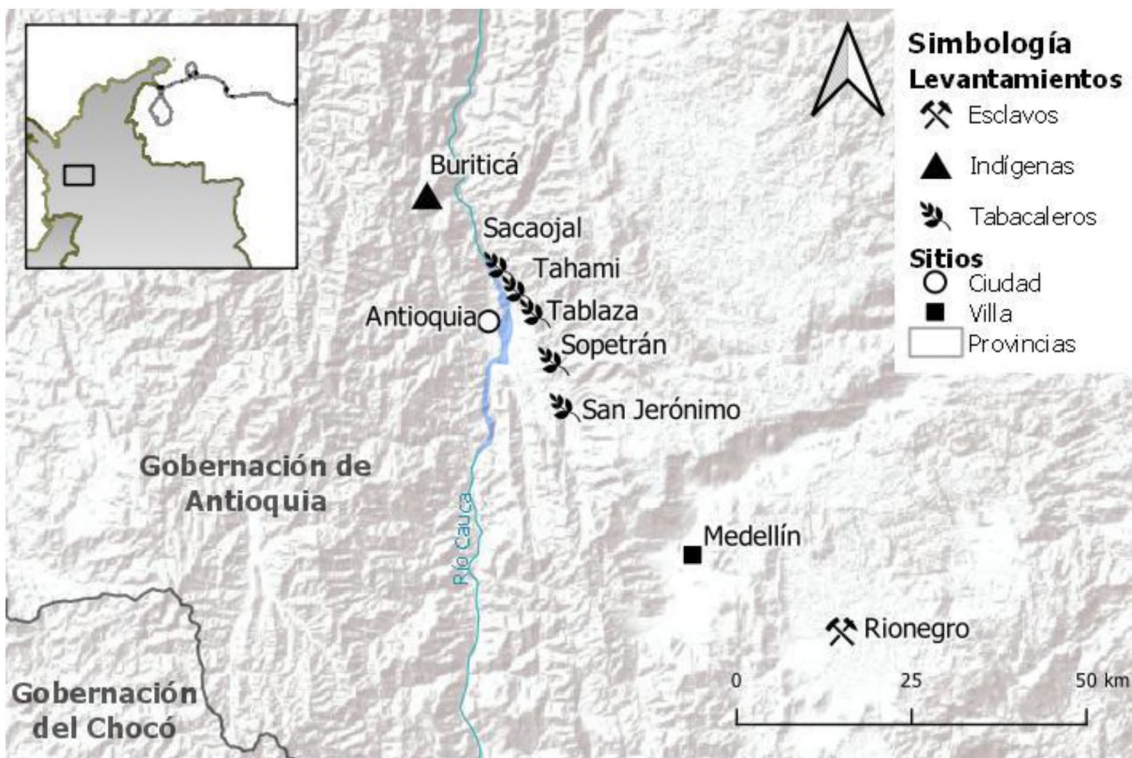 Simbología
Levantamientos
Esclavos
Indígenas
Tabacaleros
Sitios
Ciudad
Villa
Provincias
Buriticá
Sacaojal
Tahami
Antioquia
Tablaza
Sopetrán
San Jerónimo
Gobernación de
Antioquia
Río Cauca
Medellín
Rionegro
Gobernación
del Chocó
0 25 50 km